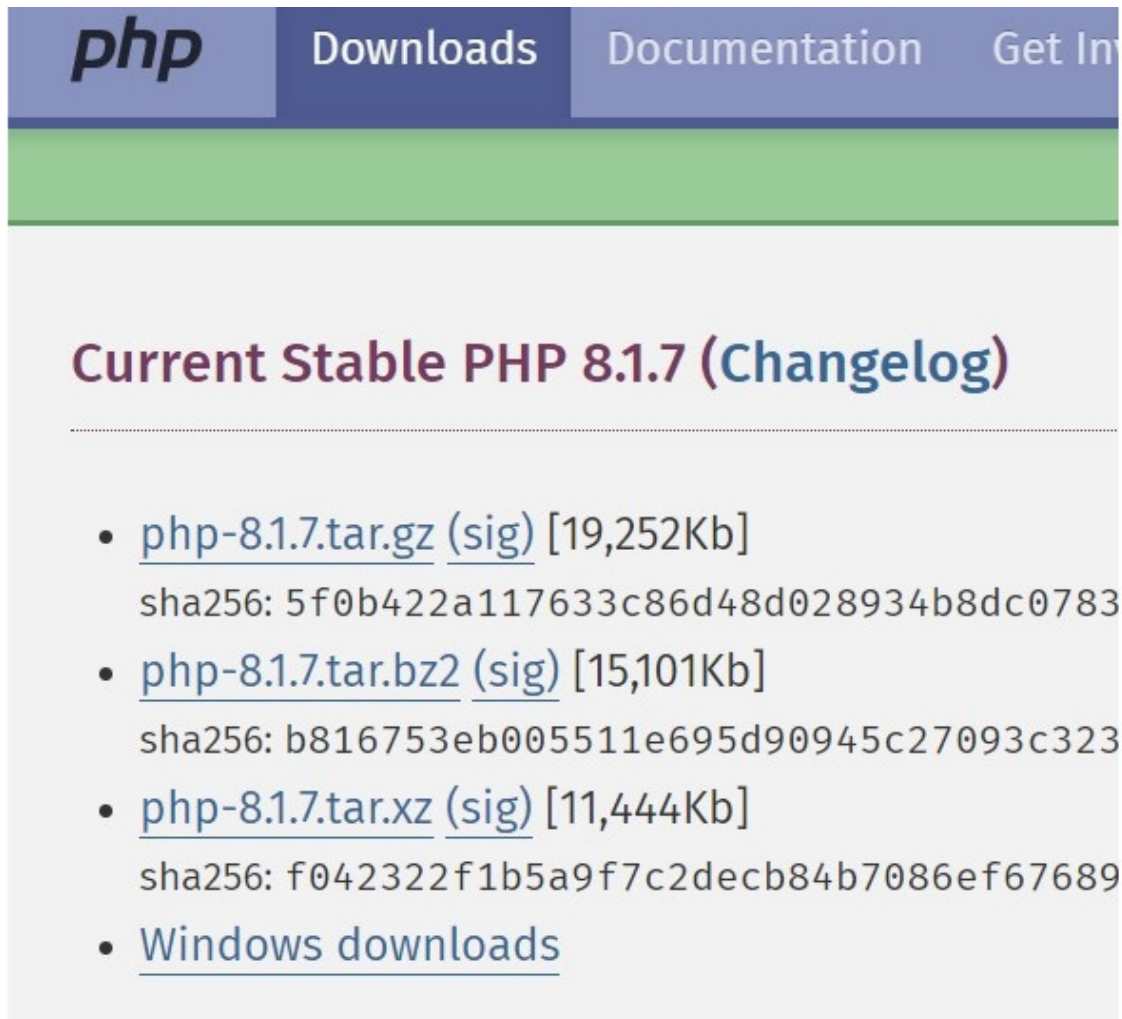 php Downloads Documentation Get In
Current Stable PHP 8.1.7 (Changelog)
• php-8.1.7.tar.gz (sig) [19,252Kb]
sha256: 5f0b422a117633c86d48d028934b8dc0783
• php-8.1.7.tar.bz2 (sig) [15,101Kb]
sha256: b816753eb005511e695d90945c27093c323
• php-8.1.7.tar.xz (sig) [11,444Kb]
sha256: f042322f1b5a9f7c2decb84b7086ef67689
• Windows downloads